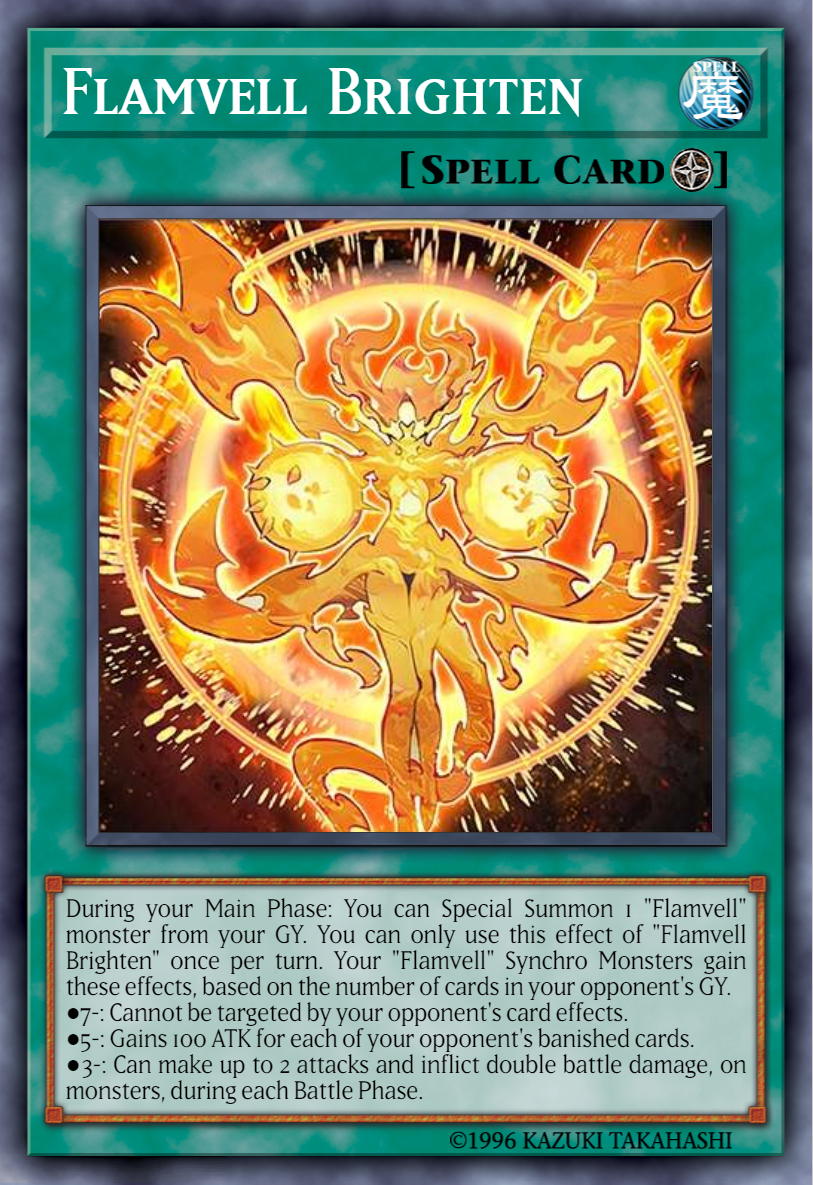 Flamvell Brighten
SPELL
魔
[Spell Card]
During your Main Phase: You can Special Summon 1 "Flamvell"
monster from your GY. You can only use this effect of "Flamvell
Brighten" once per turn. Your "Flamvell" Synchro Monsters gain
these effects, based on the number of cards in your opponent's GY.
●7-: Cannot be targeted by your opponent's card effects.
●5-: Gains 100 ATK for each of your opponent's banished cards.
●3-: Can make up to 2 attacks and inflict double battle damage, on
monsters, during each Battle Phase.
©1996 KAZUKI TAKAHASHI